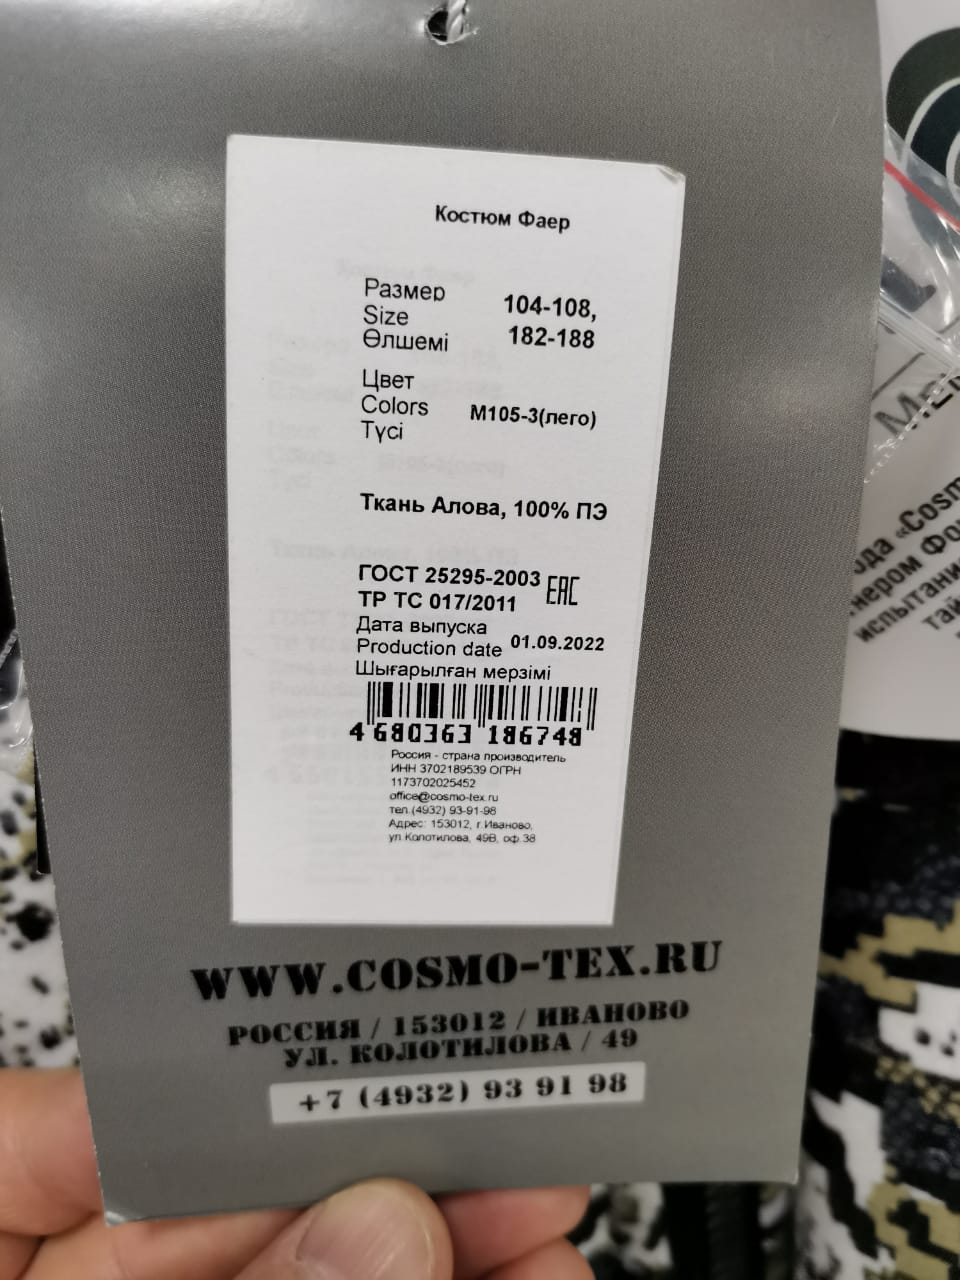 Костюм Фаер
Размер
Size
Өлшемі
104-108,
182-188
Цвет
Colors
Түсі
М105-3(лего)
Ткань Алова, 100% ПЭ
ГОСТ 25295-2003
ТР ТС 017/2011
EAC
Дата выпуска
Production date
Шығарылған мерзімі
01.09.2022
4 680363 186748
Россия - страна производитель
ИНН 3702189539 ОГРН
1173702025452
office@cosmo-tex.ru
тел.(4932) 93-91-98
Адрес: 153012, г.Иваново,
ул.Колотилова, 49В, оф.38
WWW.COSMO-TEX.RU
РОССИЯ / 153012 / ИВАНОВО
УЛ. КОЛОТИЛОВА / 49
+7 (4932) 93 91 98